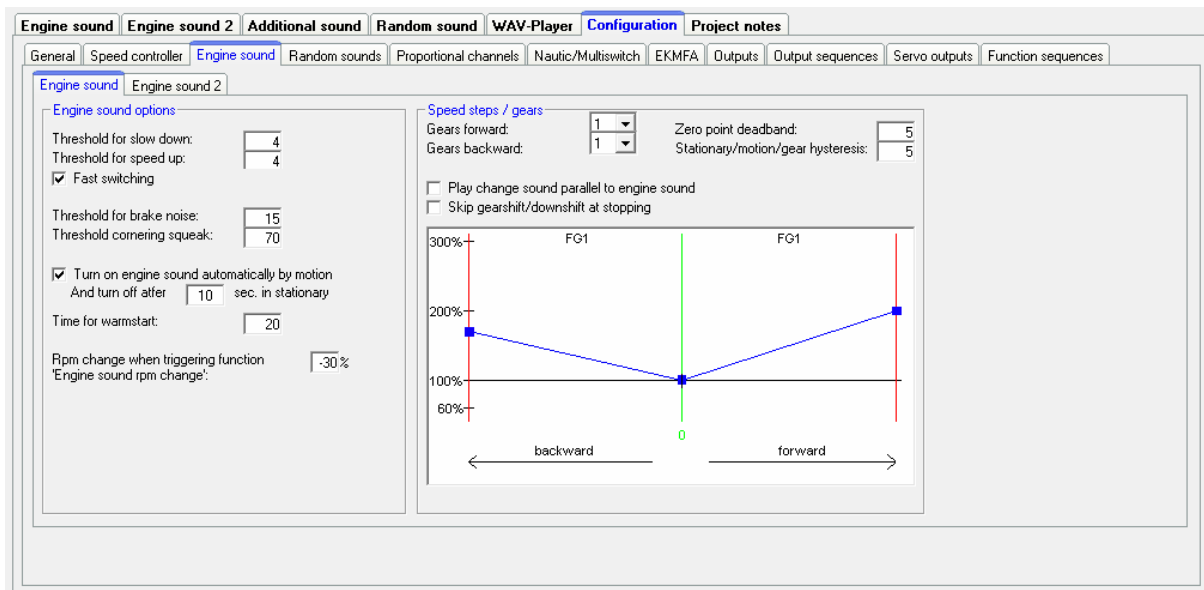 Engine sound Engine sound 2 Additional sound Random sound WAV-Player Configuration Project notes
General Speed controller Engine sound Random sounds Proportional channels Nautic/Multiswitch EKMFA Outputs Output sequences Servo outputs Function sequences
Engine sound Engine sound 2
Engine sound options
Threshold for slow down: 4
Threshold for speed up: 4
Fast switching
Threshold for brake noise: 15
Threshold cornering squeak: 70
Turn on engine sound automatically by motion
And turn off atfer 10 sec. in stationary
Time for warmstart: 20
Rpm change when triggering function
'Engine sound rpm change': -30 %
Speed steps / gears
Gears forward: 1 Zero point deadband: 5
Gears backward: 1 Stationary/motion/gear hysteresis: 5
Play change sound parallel to engine sound
Skip gearshift/downshift at stopping
300% FG1 FG1
200%
100%
60%
0
backward forward